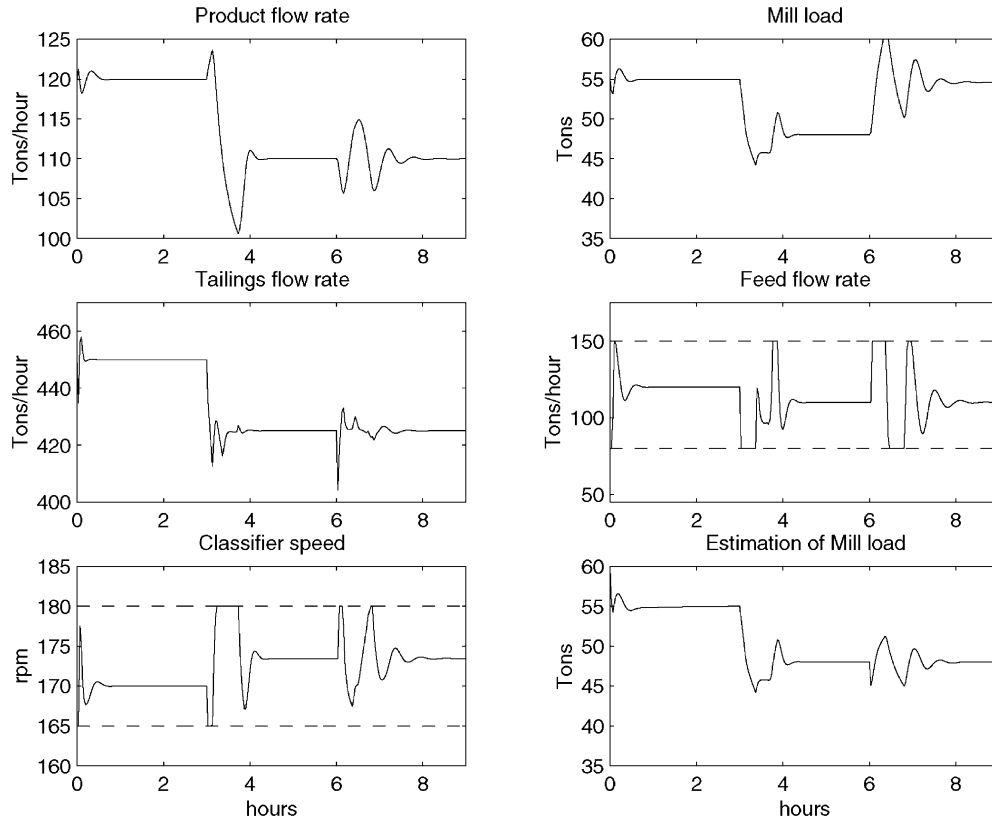 Product flow rate
125
120
115
110
105
100
Tons/hour
0 2 4 6 8
Mill load
60
55
50
45
40
35
Tons
0 2 4 6 8
Tailings flow rate
460
440
420
400
Tons/hour
0 2 4 6 8
Feed flow rate
150
100
50
Tons/hour
0 2 4 6 8
Classifier speed
185
180
175
170
165
160
rpm
0 2 4 6 8
hours
Estimation of Mill load
60
55
50
45
40
35
Tons
0 2 4 6 8
hours